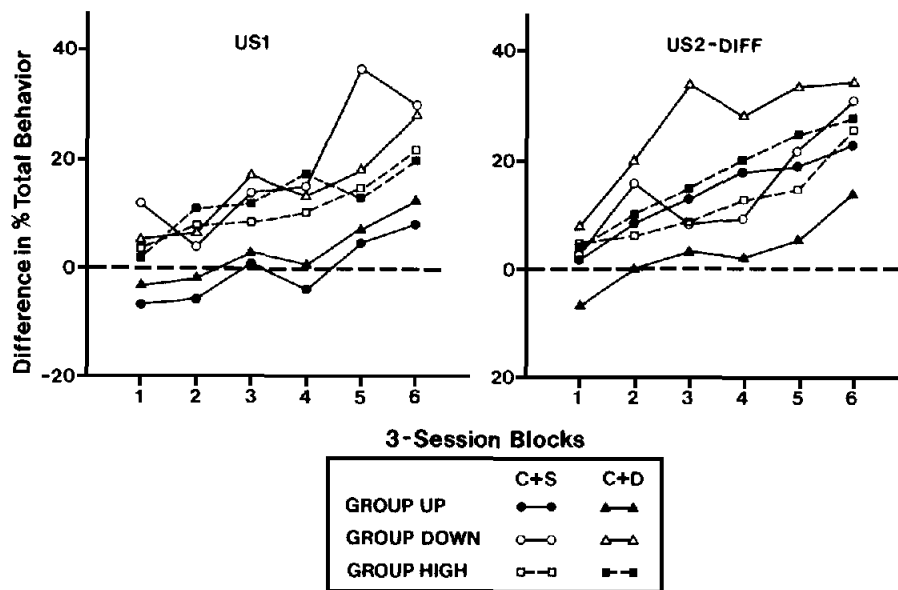 US1
US2-DIFF
Difference in % Total Behavior
40
20
0
-20
1 2 3 4 5 6
40
20
0
20
1 2 3 4 5 6
3-Session Blocks
C+S C+D
GROUP UP
GROUP DOWN
GROUP HIGH